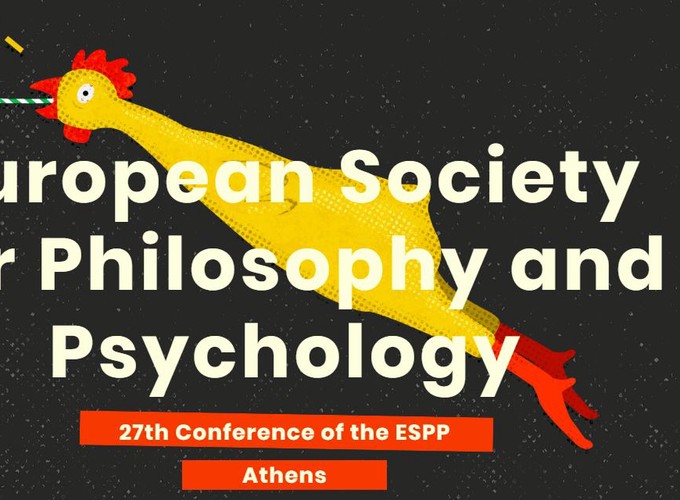 uropean Society
r Philosophy and
Psychology
27th Conference of the ESPP
Athens